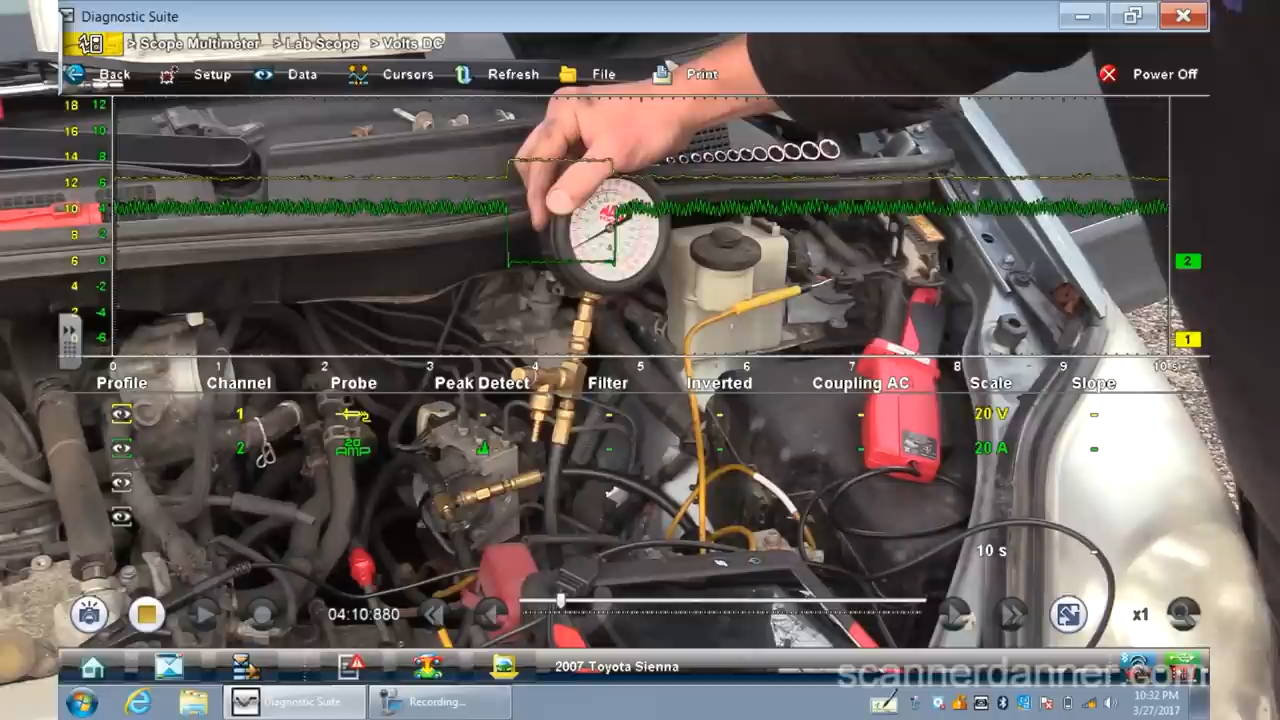 Diagnostic Suite
> Scope Multimeter > Lab Scope > Volts DC
Back Setup Data Cursors Refresh File Print Power Off
18 12
16 10
14 8
12 6
10 4
8 2
6 0
4 -2
2 -4
0 -6
2
1
0 1 2 3 4 5 6 7 8 9 10 s
Profile Channel Probe Peak Detect Filter Inverted Coupling AC Scale Slope
1 - - - - 20 V -
2 20 AMP - - - 20 A -
10 s -
04:10:880 x1
2007 Toyota Sienna
scannerdanner.com
Diagnostic Suite Recording... 10:32 PM
3/27/2017